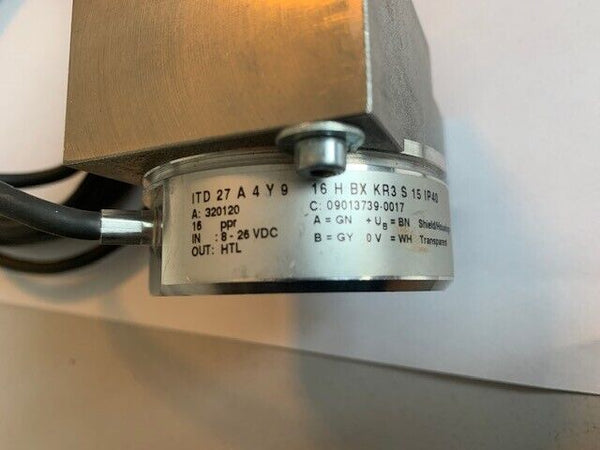 ITD 27 A 4 Y 9 16 H BX KR3 S 15 IP40
A: 320120 C: 09013739-0017
16 ppr A = GN + UB = BN Shield/Housing
IN : 8 - 26 VDC B = GY 0 V = WH Transparent
OUT: HTL